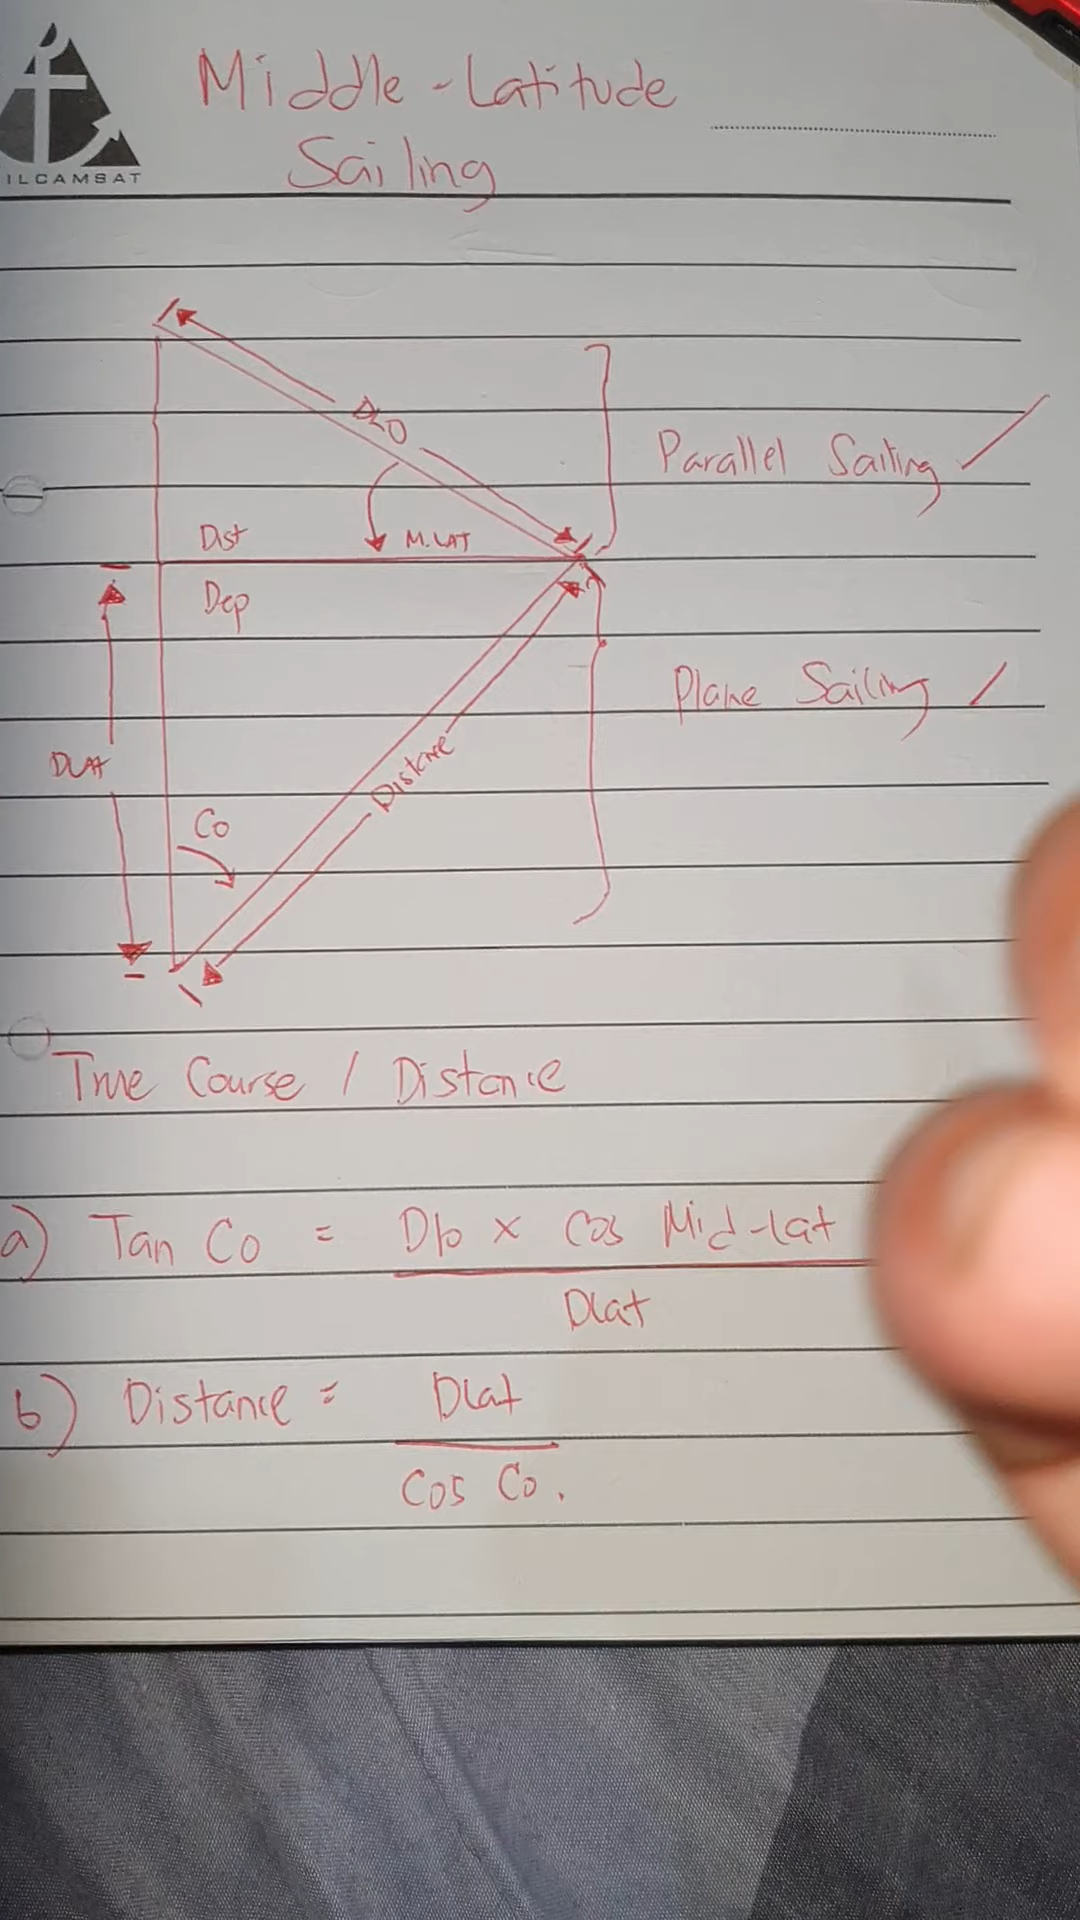 Middle-Latitude
Sailing
ILCAMSAT
DLO
Parallel Sailing
Dist
M.LAT
Dep
Plane Sailing
DLAT
Distance
Co
True Course / Distance
a) Tan Co = Dlo x Cos Mid-Lat
Dlat
b) Distance = Dlat
Cos Co.